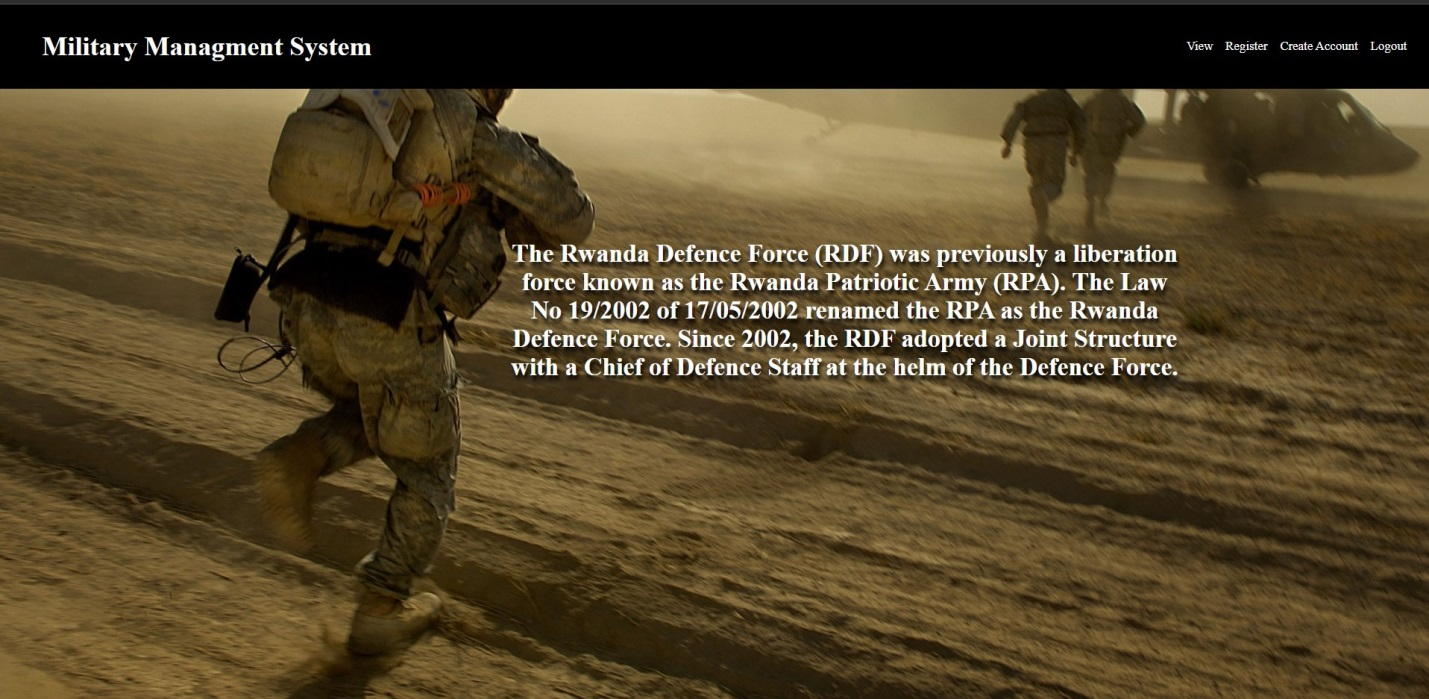 Military Managment System
View Register Create Account Logout
The Rwanda Defence Force (RDF) was previously a liberation
force known as the Rwanda Patriotic Army (RPA). The Law
No 19/2002 of 17/05/2002 renamed the RPA as the Rwanda
Defence Force. Since 2002, the RDF adopted a Joint Structure
with a Chief of Defence Staff at the helm of the Defence Force.